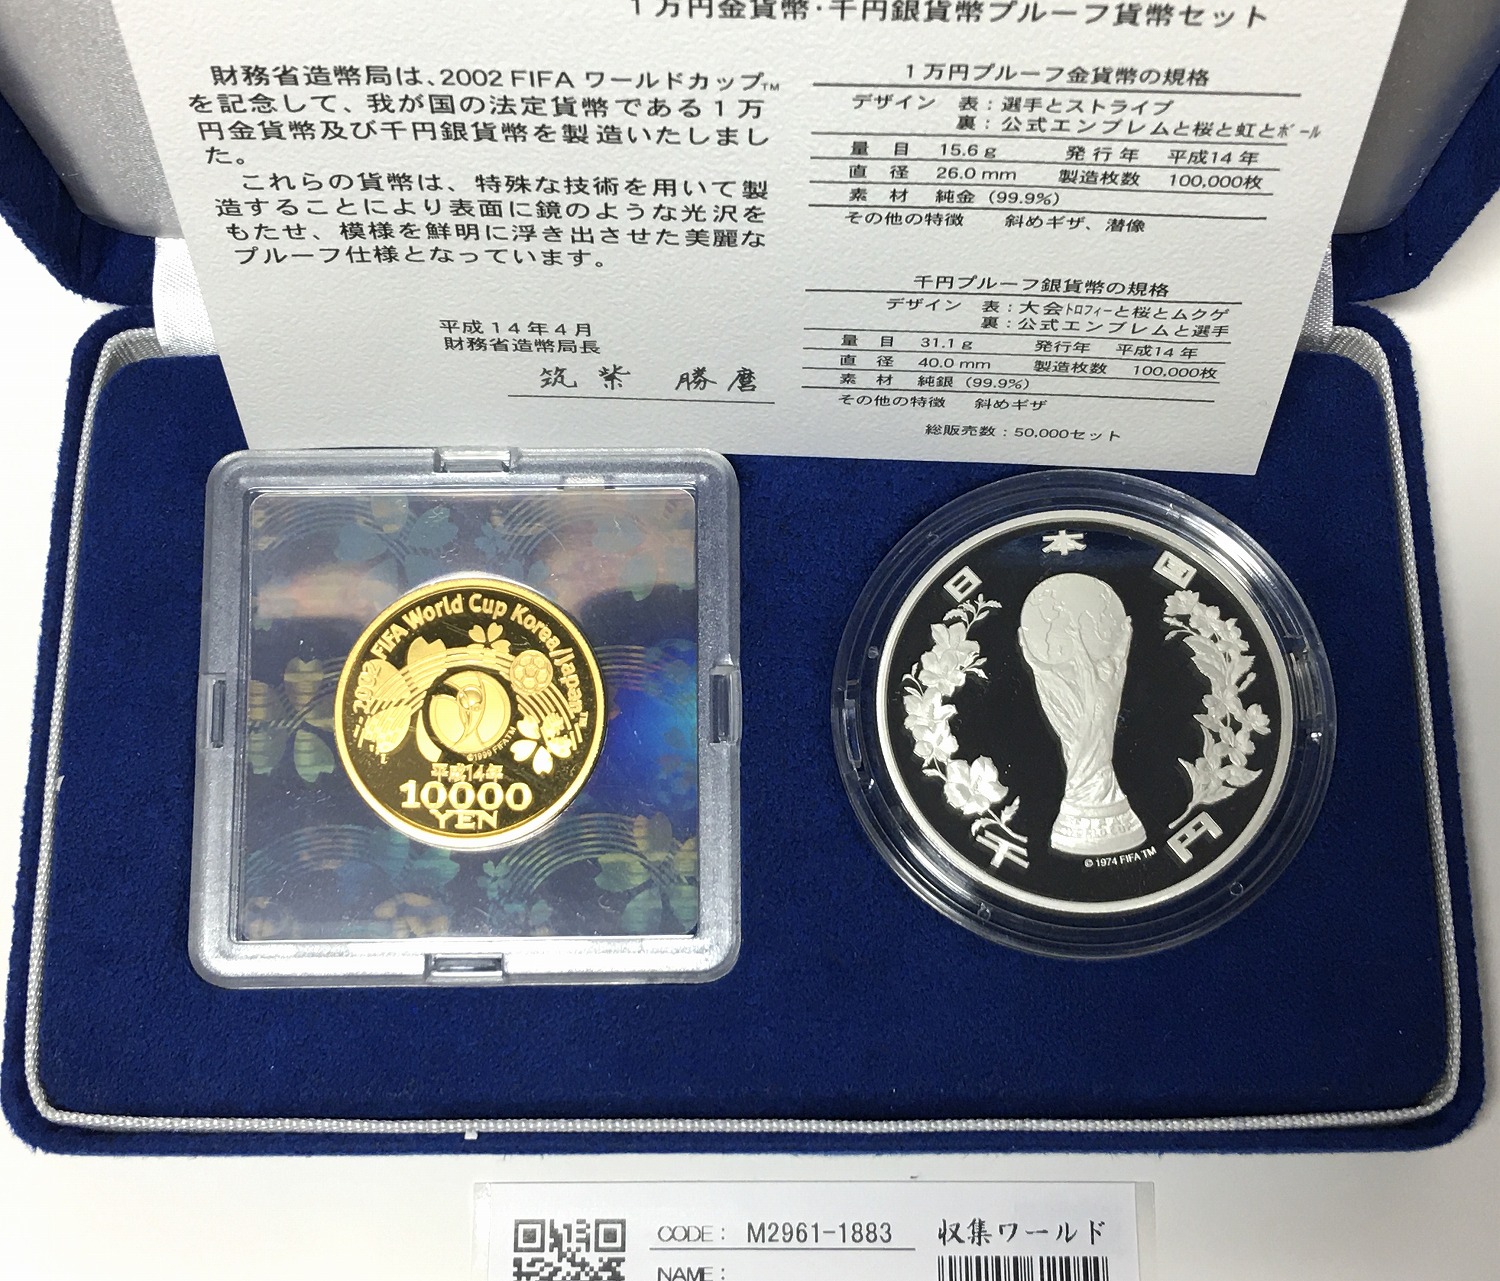 1万円金貨幣・千円銀貨幣プルーフ貨幣セット
財務省造幣局は、2002 FIFA ワールドカップ™
を記念して、我が国の法定貨幣である1万
円金貨幣及び千円銀貨幣を製造いたしまし
た。
これらの貨幣は、特殊な技術を用いて製
造することにより表面に鏡のような光沢を
もたせ、模様を鮮明に浮き出させた美麗な
プルーフ仕様となっています。
平成14年4月
財務省造幣局長
筑紫 勝麿
1万円プルーフ金貨幣の規格
デザイン 表：選手とストライプ
裏：公式エンブレムと桜と虹とボール
量目 15.6g 発行年 平成14年
直径 26.0mm 製造枚数 100,000枚
素材 純金（99.9%）
その他の特徴 斜めギザ、潜像
千円プルーフ銀貨幣の規格
デザイン 表：大会トロフィーと桜とムクゲ
裏：公式エンブレムと選手
量目 31.1g 発行年 平成14年
直径 40.0mm 製造枚数 100,000枚
素材 純銀（99.9%）
その他の特徴 斜めギザ
総販売数：50,000セット
2002 FIFA World Cup Korea/Japan™
©1999 FIFA™
平成14年
10000
YEN
日本国
千円
© 1974 FIFA TM
CODE： M2961-1883 収集ワールド
NAME：